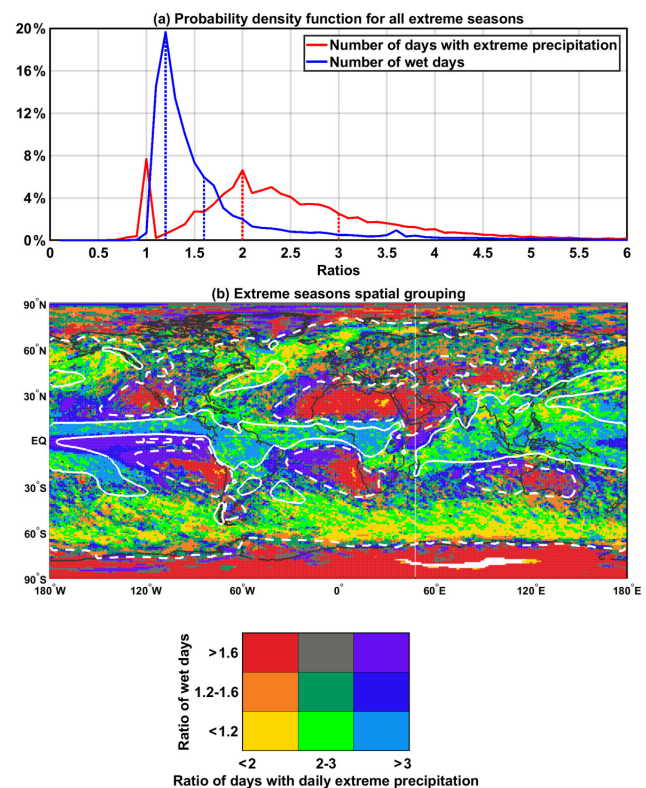 (a) Probability density function for all extreme seasons
20%
16%
12%
8%
4%
0%
Number of days with extreme precipitation
Number of wet days
0 0.5 1 1.5 2 2.5 3 3.5 4 4.5 5 5.5 6
Ratios
(b) Extreme seasons spatial grouping
90°N
60°N
30°N
EQ
30°S
60°S
90°S
180°W 120°W 60°W 0° 60°E 120°E 180°E
Ratio of wet days
>1.6
1.2-1.6
<1.2
<2 2-3 >3
Ratio of days with daily extreme precipitation